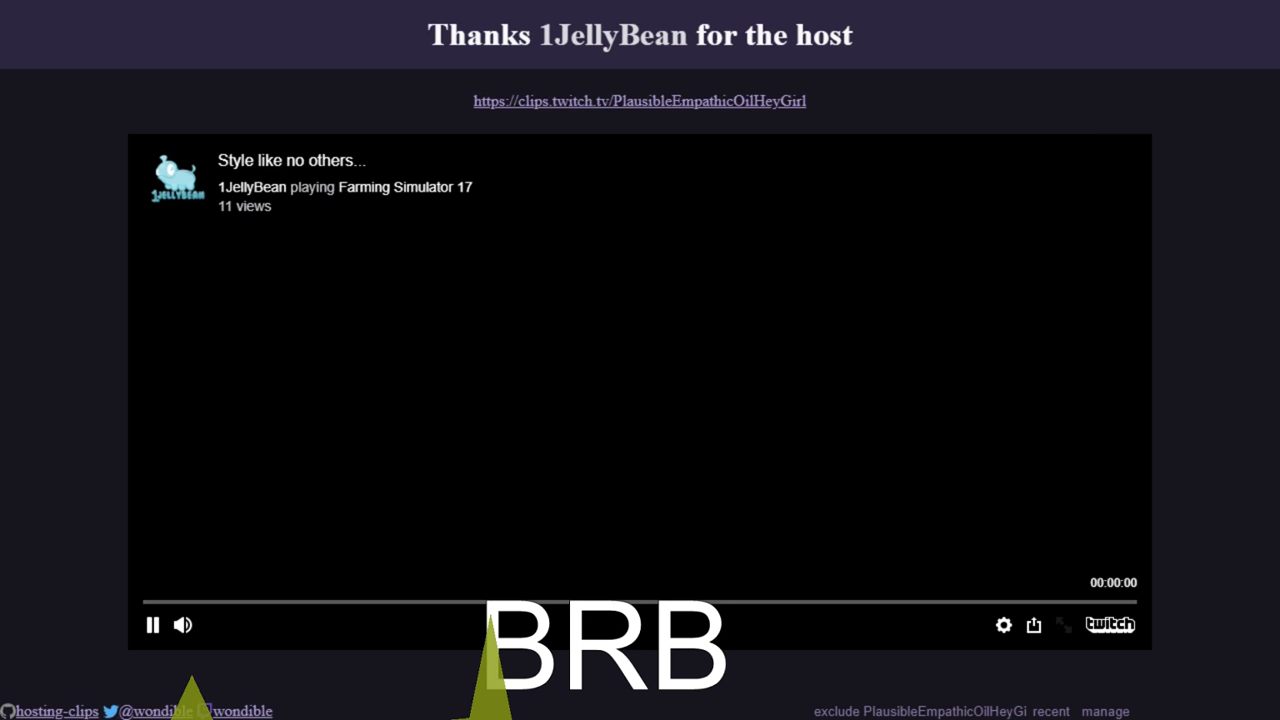 Thanks 1JellyBean for the host
https://clips.twitch.tv/PlausibleEmpathicOilHeyGirl
Style like no others...
1JELLYBEAN
1JellyBean playing Farming Simulator 17
11 views
00:00:00
twitch
BRB
hosting-clips @wondible wondible
exclude PlausibleEmpathicOilHeyGi recent manage